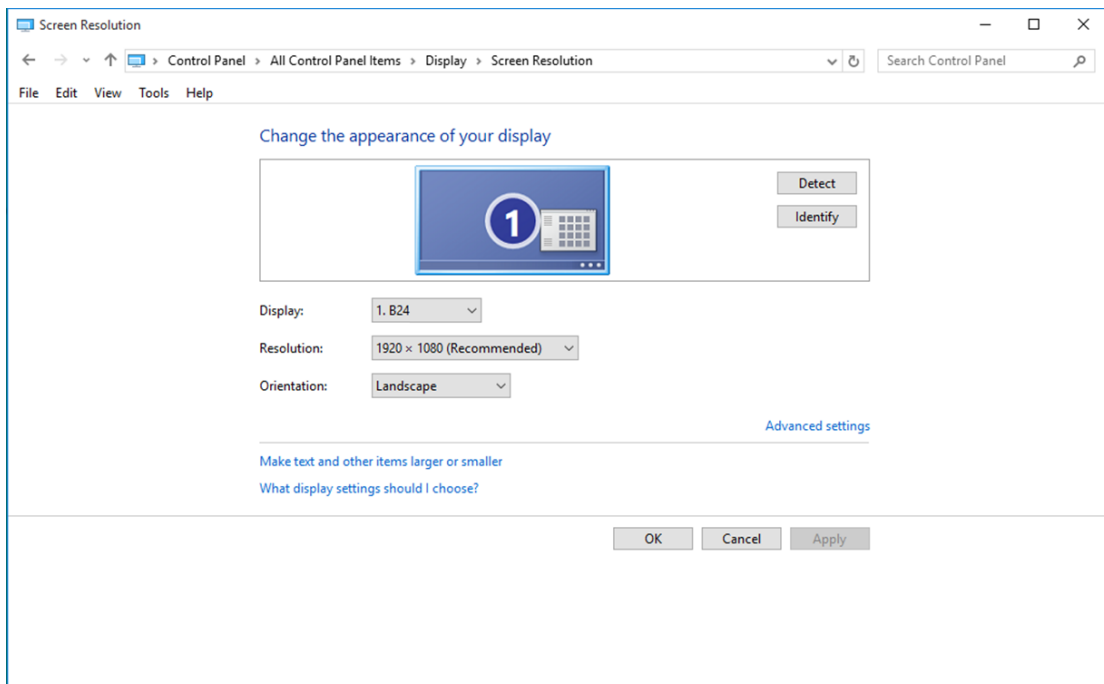 Screen Resolution
Control Panel > All Control Panel Items > Display > Screen Resolution
Search Control Panel
File Edit View Tools Help
Change the appearance of your display
1
Detect
Identify
Display: 1. B24
Resolution: 1920 × 1080 (Recommended)
Orientation: Landscape
Advanced settings
Make text and other items larger or smaller
What display settings should I choose?
OK Cancel Apply